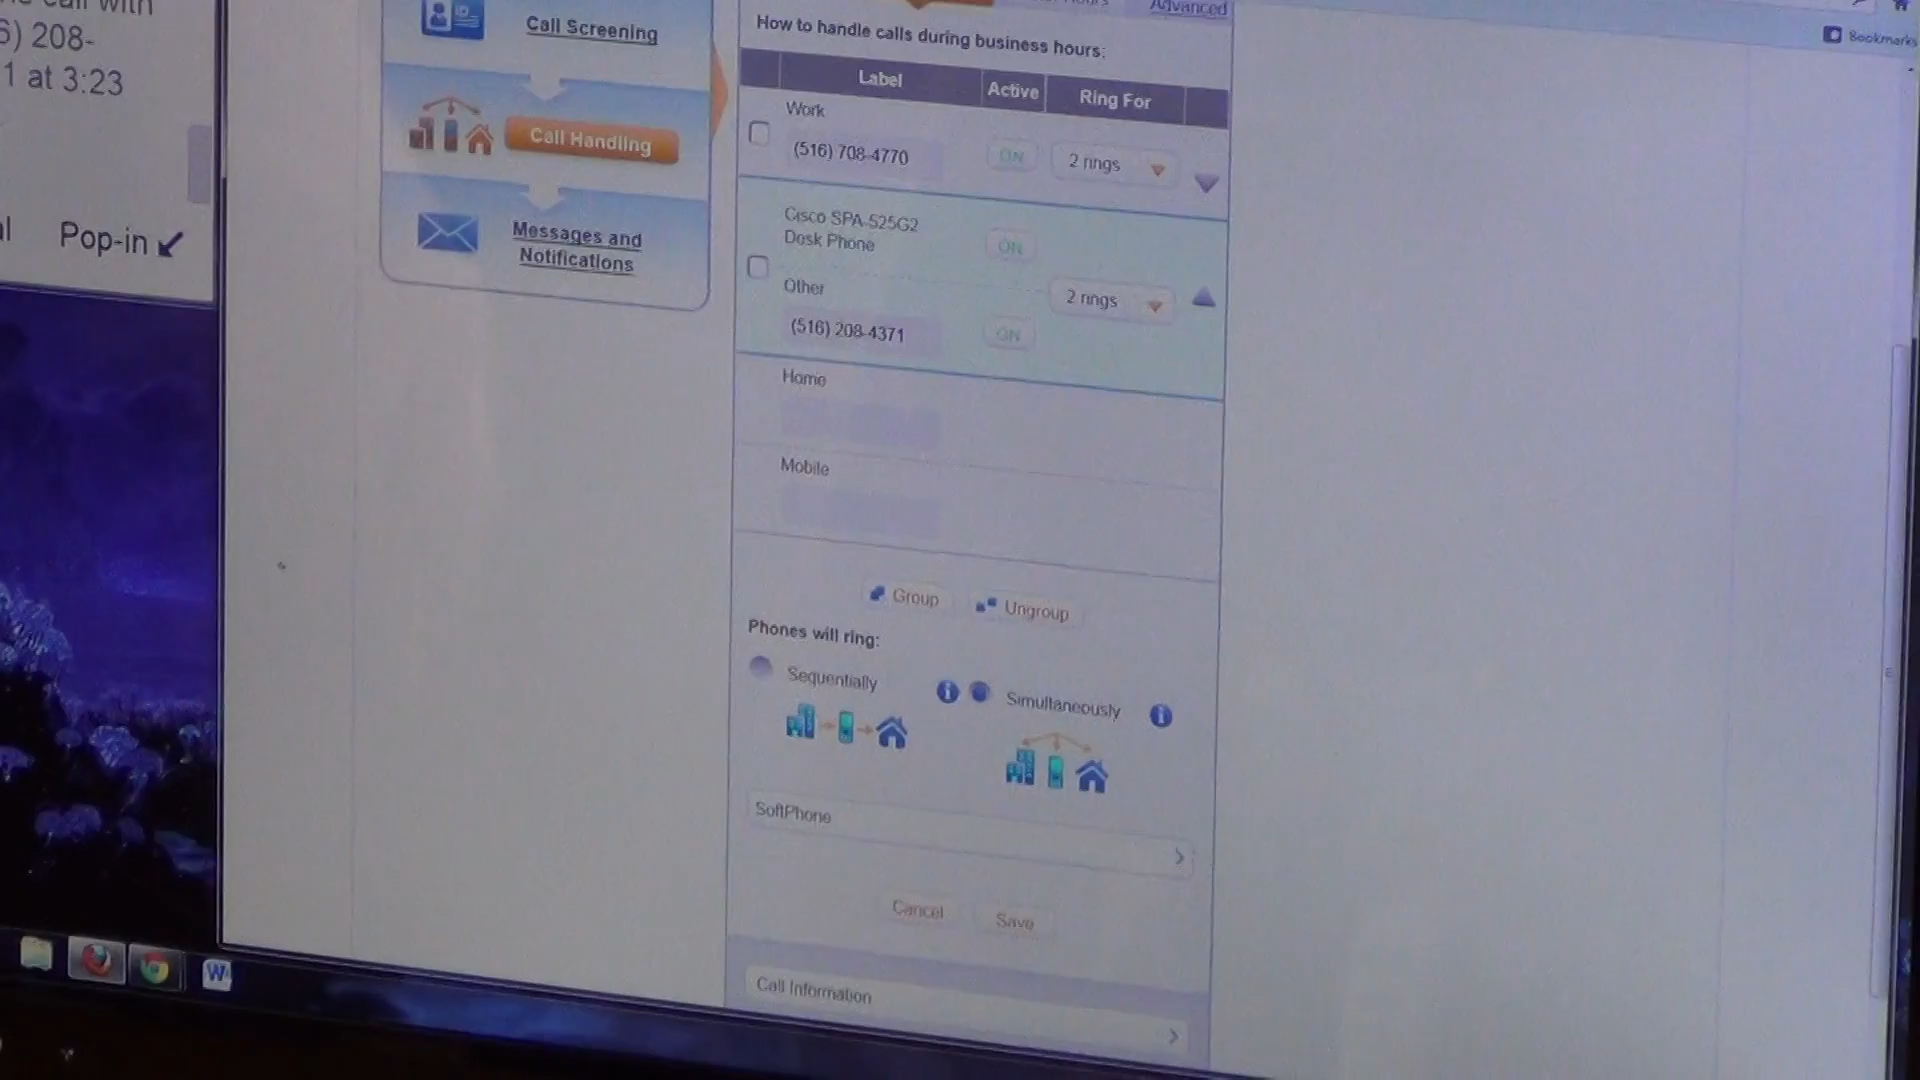 call with
208-
1 at 3:23
Pop-in
Call Screening
Call Handling
Messages and
Notifications
Advanced
Bookmarks
How to handle calls during business hours:
Label Active Ring For
Work
(516) 708-4770 ON 2 rings
Cisco SPA-525G2
Desk Phone ON
Other 2 rings
(516) 208-4371 ON
Home
Mobile
Group Ungroup
Phones will ring:
Sequentially Simultaneously
SoftPhone
Cancel Save
Call Information